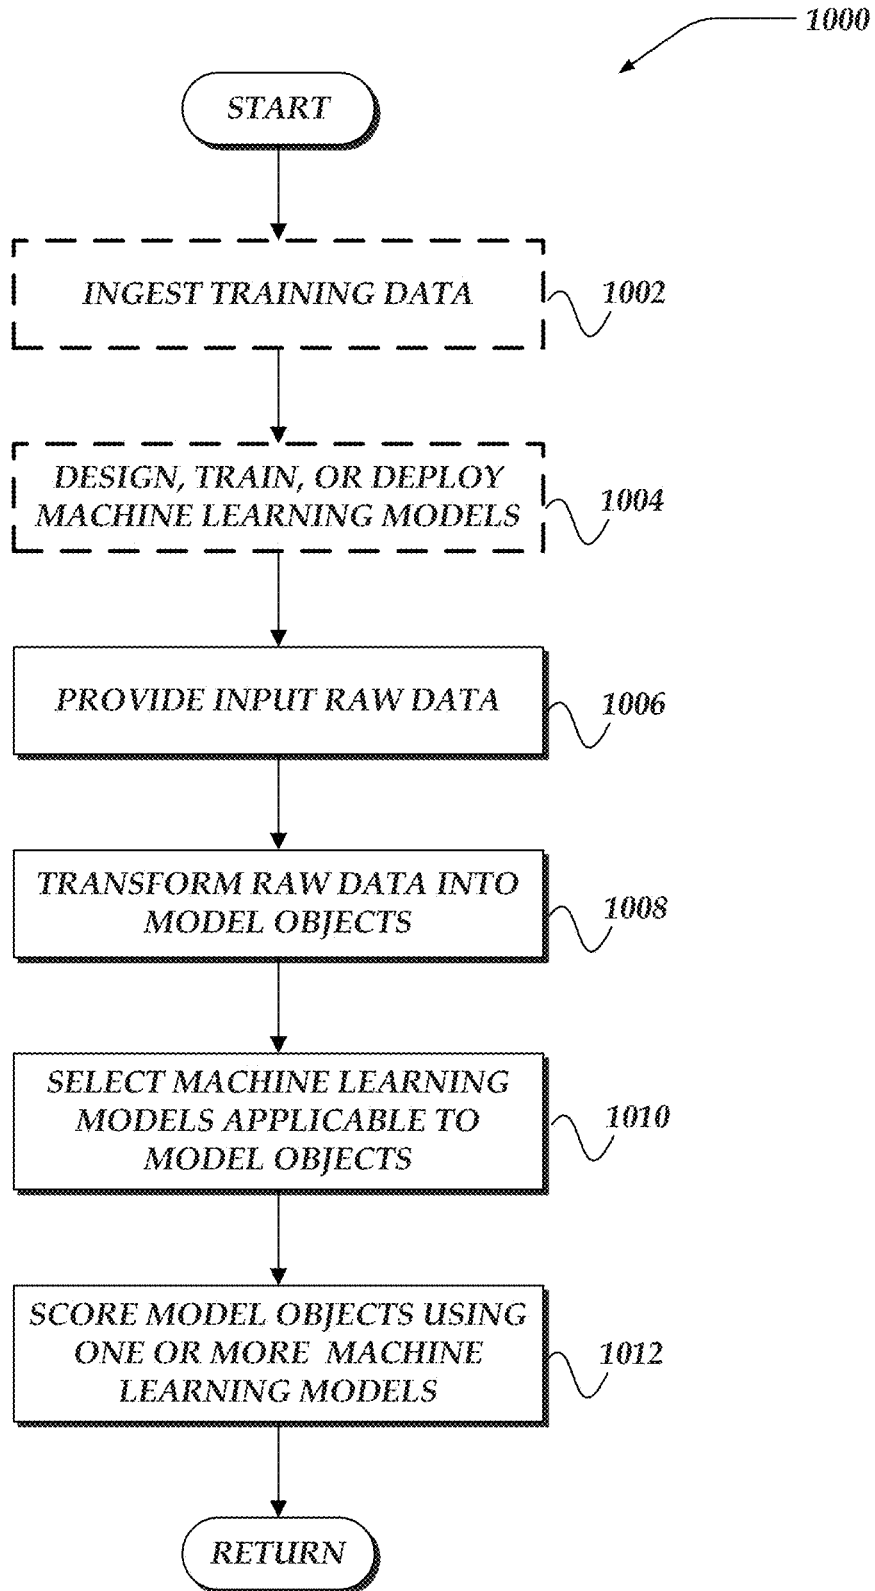 1000
START
INGEST TRAINING DATA
1002
DESIGN, TRAIN, OR DEPLOY
MACHINE LEARNING MODELS
1004
PROVIDE INPUT RAW DATA
1006
TRANSFORM RAW DATA INTO
MODEL OBJECTS
1008
SELECT MACHINE LEARNING
MODELS APPLICABLE TO
MODEL OBJECTS
1010
SCORE MODEL OBJECTS USING
ONE OR MORE MACHINE
LEARNING MODELS
1012
RETURN